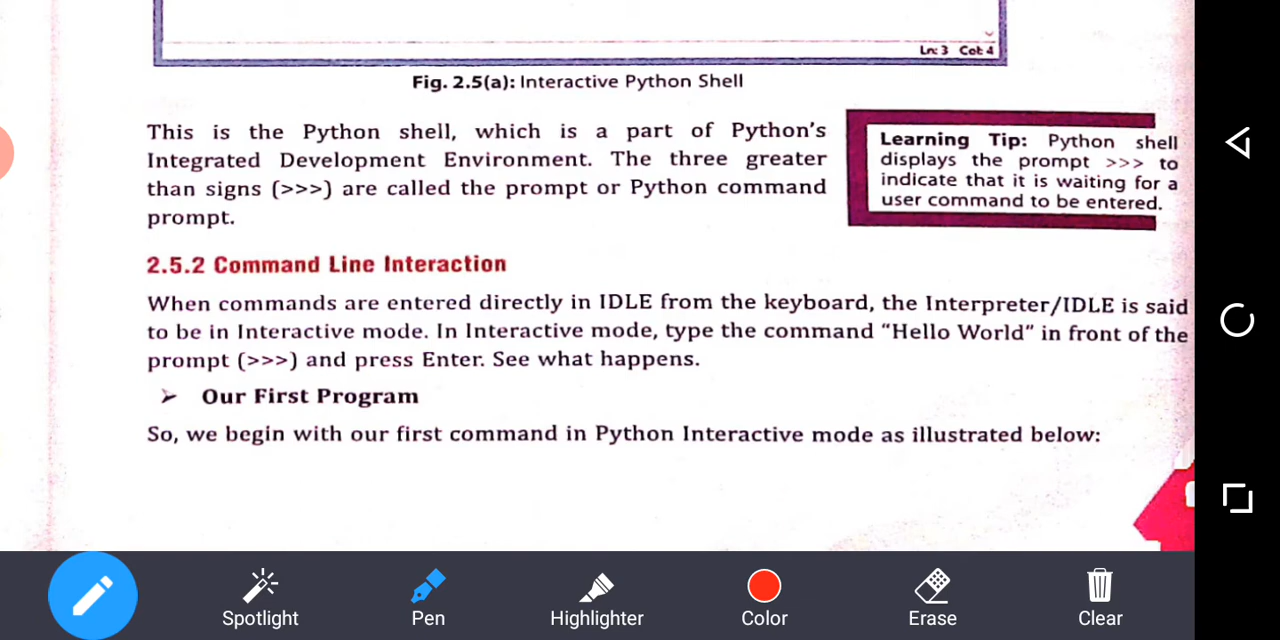 Ln: 3 Col: 4
Fig. 2.5(a): Interactive Python Shell
This is the Python shell, which is a part of Python's
Integrated Development Environment. The three greater
than signs (>>>) are called the prompt or Python command
prompt.
Learning Tip: Python shell
displays the prompt >>> to
indicate that it is waiting for a
user command to be entered.
2.5.2 Command Line Interaction
When commands are entered directly in IDLE from the keyboard, the Interpreter/IDLE is said
to be in Interactive mode. In Interactive mode, type the command “Hello World” in front of the
prompt (>>>) and press Enter. See what happens.
➢ Our First Program
So, we begin with our first command in Python Interactive mode as illustrated below:
Spotlight
Pen
Highlighter
Color
Erase
Clear